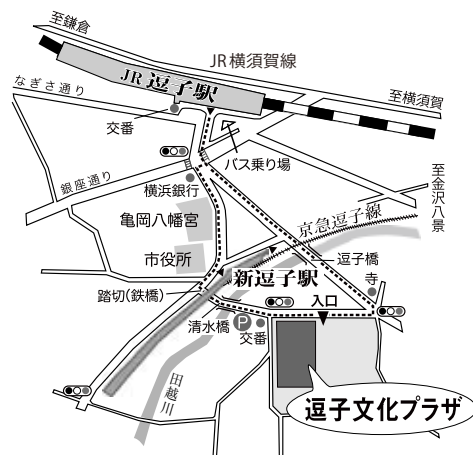 至鎌倉
JR横須賀線
なぎさ通り
JR 逗子駅
至横須賀
交番
バス乗り場
銀座通り
横浜銀行
至金沢八景
亀岡八幡宮
京急逗子線
市役所
逗子橋
新逗子駅
寺
踏切(鉄橋)
入口
清水橋
P
交番
田越川
逗子文化プラザ